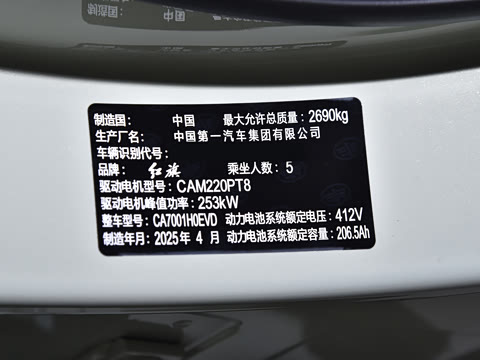 制造国： 中国 最大允许总质量：2690kg
生产厂名： 中国第一汽车集团有限公司
车辆识别代号：
品牌： 红旗 乘坐人数：5
驱动电机型号：CAM220PT8
驱动电机峰值功率：253kW
整车型号：CA7001H0EVD 动力电池系统额定电压：412V
制造年月：2025年 4 月 动力电池系统额定容量：206.5Ah